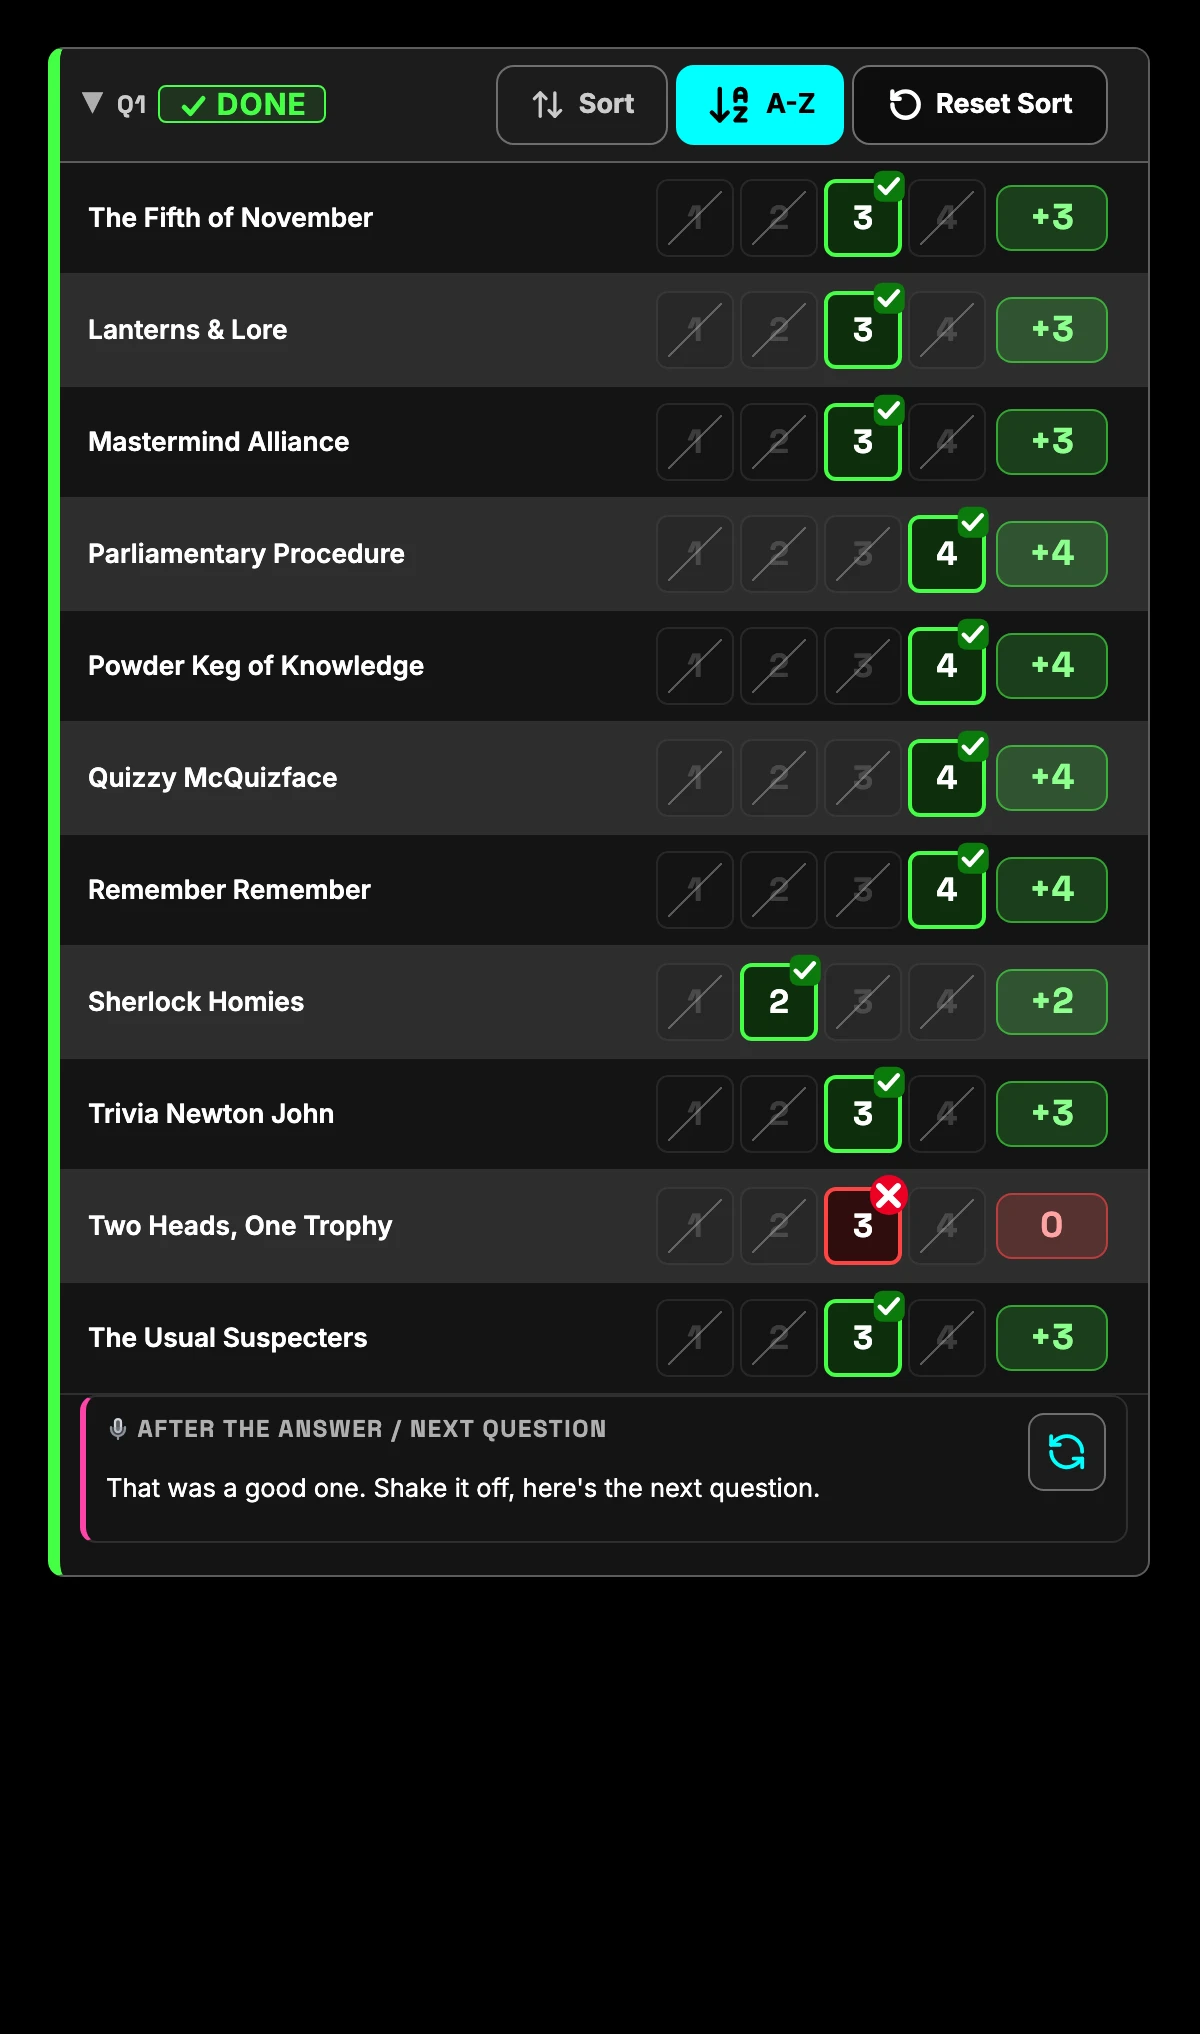 ▼ Q1 ✓ DONE Sort A-Z Reset Sort
The Fifth of November 1 2 3 4 +3
Lanterns & Lore 1 2 3 4 +3
Mastermind Alliance 1 2 3 4 +3
Parliamentary Procedure 1 2 3 4 +4
Powder Keg of Knowledge 1 2 3 4 +4
Quizzy McQuizface 1 2 3 4 +4
Remember Remember 1 2 3 4 +4
Sherlock Homies 1 2 3 4 +2
Trivia Newton John 1 2 3 4 +3
Two Heads, One Trophy 1 2 3 4 0
The Usual Suspecters 1 2 3 4 +3
AFTER THE ANSWER / NEXT QUESTION
That was a good one. Shake it off, here's the next question.